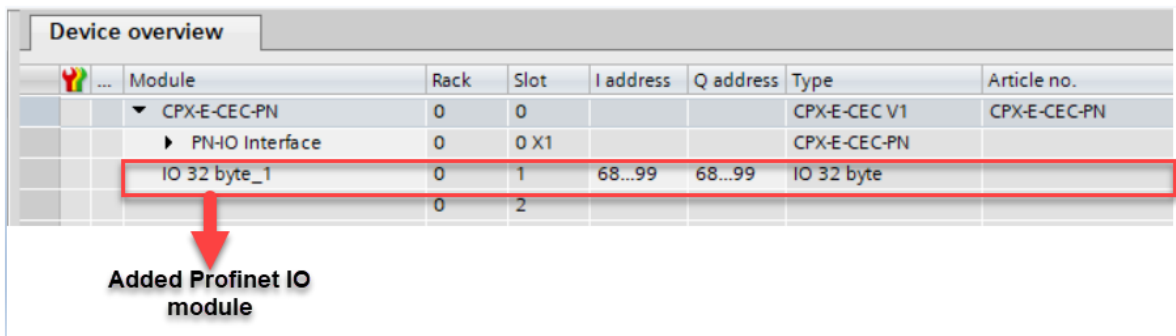 Device overview
... Module Rack Slot I address Q address Type Article no.
CPX-E-CEC-PN 0 0 CPX-E-CEC V1 CPX-E-CEC-PN
PN-IO Interface 0 0 X1 CPX-E-CEC-PN
IO 32 byte_1 0 1 68...99 68...99 IO 32 byte
0 2
Added Profinet IO
module